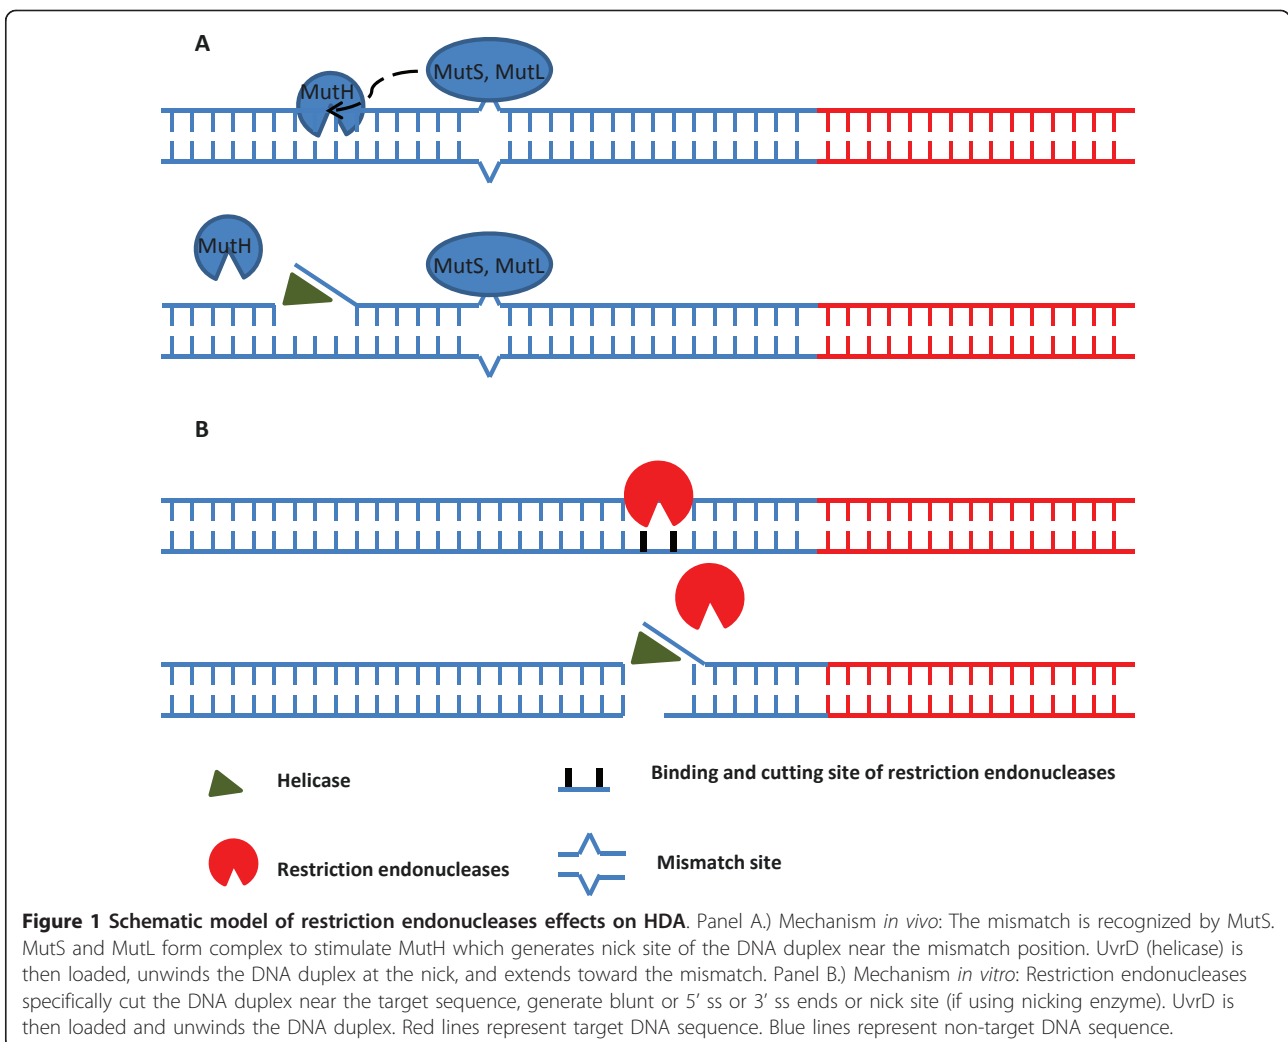 A
MutS, MutL
MutH
MutH
MutS, MutL
B
Helicase
Binding and cutting site of restriction endonucleases
Restriction endonucleases
Mismatch site
Figure 1 Schematic model of restriction endonucleases effects on HDA. Panel A.) Mechanism in vivo: The mismatch is recognized by MutS.
MutS and MutL form complex to stimulate MutH which generates nick site of the DNA duplex near the mismatch position. UvrD (helicase) is
then loaded, unwinds the DNA duplex at the nick, and extends toward the mismatch. Panel B.) Mechanism in vitro: Restriction endonucleases
specifically cut the DNA duplex near the target sequence, generate blunt or 5’ ss or 3’ ss ends or nick site (if using nicking enzyme). UvrD is
then loaded and unwinds the DNA duplex. Red lines represent target DNA sequence. Blue lines represent non-target DNA sequence.